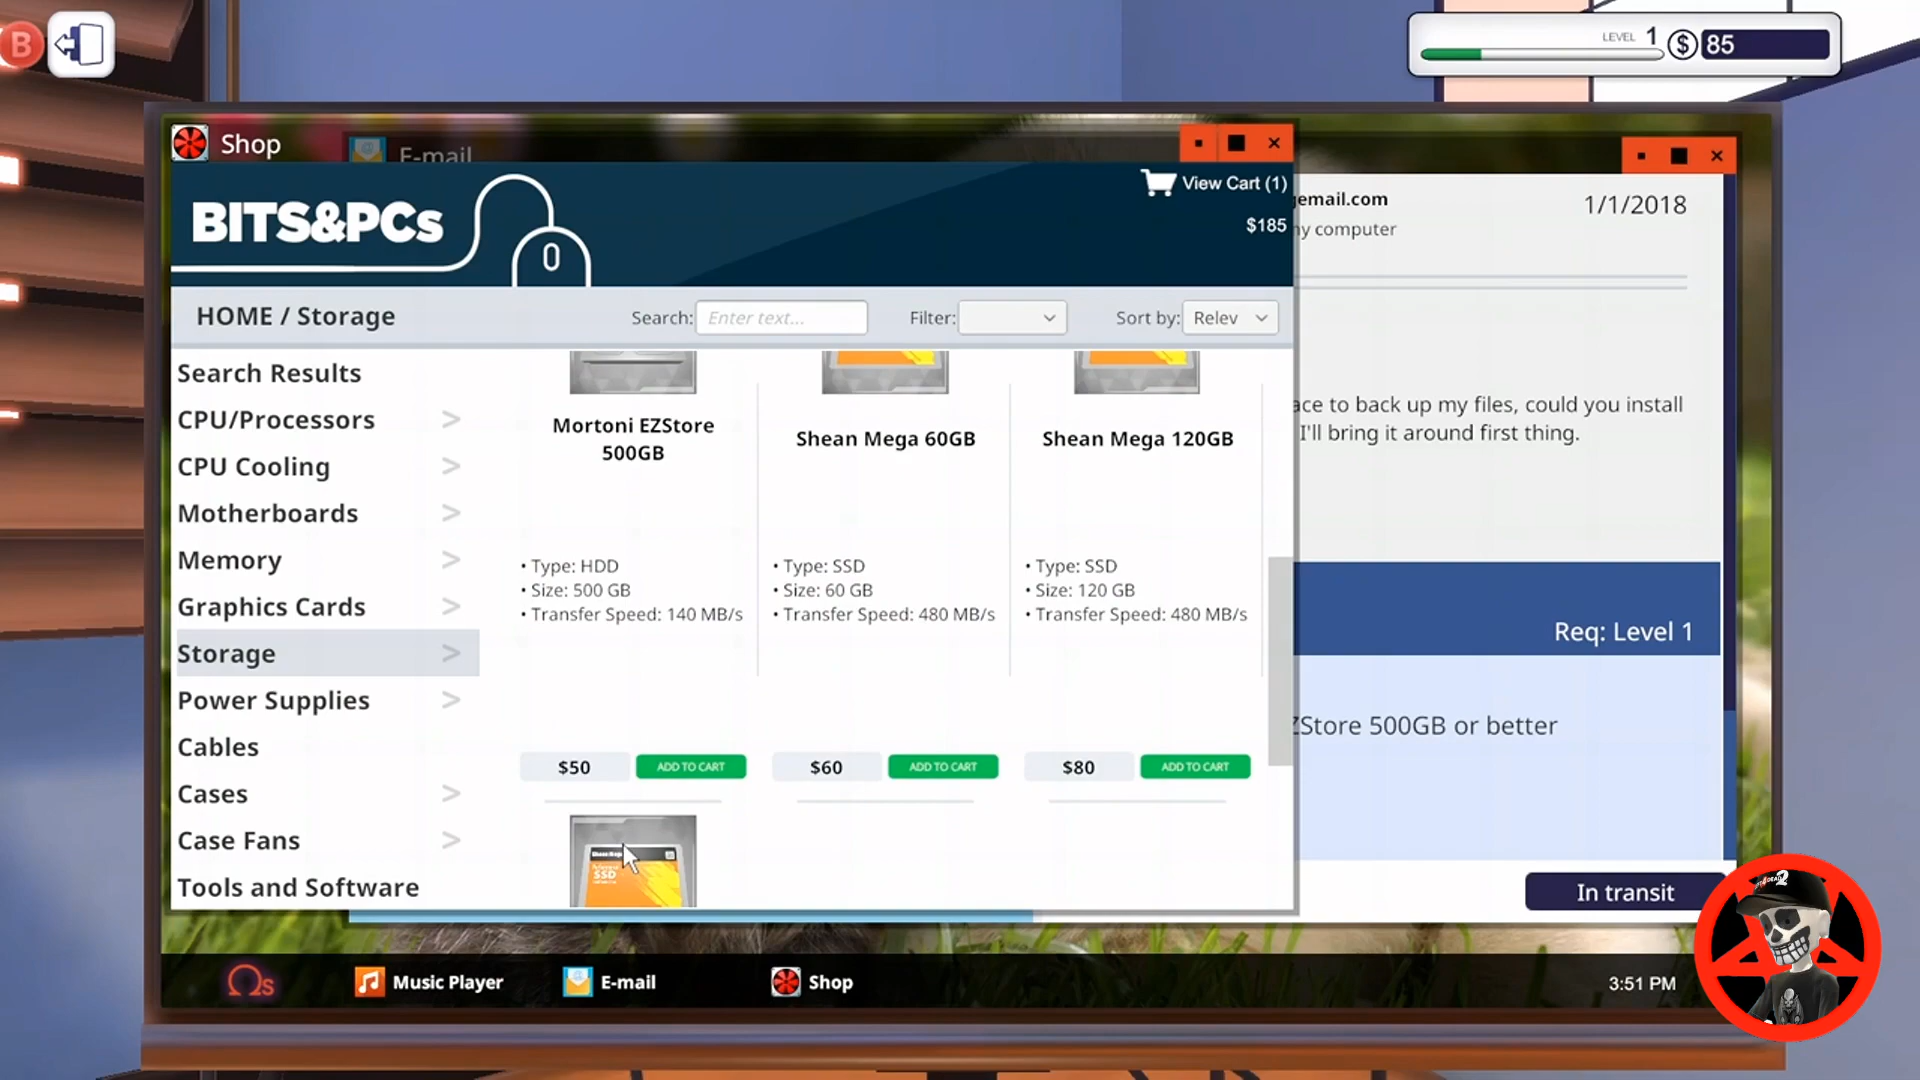 B
LEVEL 1
$ 85
Shop
E-mail
View Cart (1)
$185
BITS&PCs
HOME / Storage
Search: Enter text...
Filter:
Sort by: Relev
Search Results
CPU/Processors >
CPU Cooling >
Motherboards >
Memory >
Graphics Cards >
Storage >
Power Supplies >
Cables
Cases >
Case Fans >
Tools and Software
Mortoni EZStore
500GB
• Type: HDD
• Size: 500 GB
• Transfer Speed: 140 MB/s
$50 ADD TO CART
Shean Mega 60GB
• Type: SSD
• Size: 60 GB
• Transfer Speed: 480 MB/s
$60 ADD TO CART
Shean Mega 120GB
• Type: SSD
• Size: 120 GB
• Transfer Speed: 480 MB/s
$80 ADD TO CART
SSD
email.com
1/1/2018
y computer
ace to back up my files, could you install
I'll bring it around first thing.
Req: Level 1
ZStore 500GB or better
In transit
Ωs
Music Player
E-mail
Shop
3:51 PM